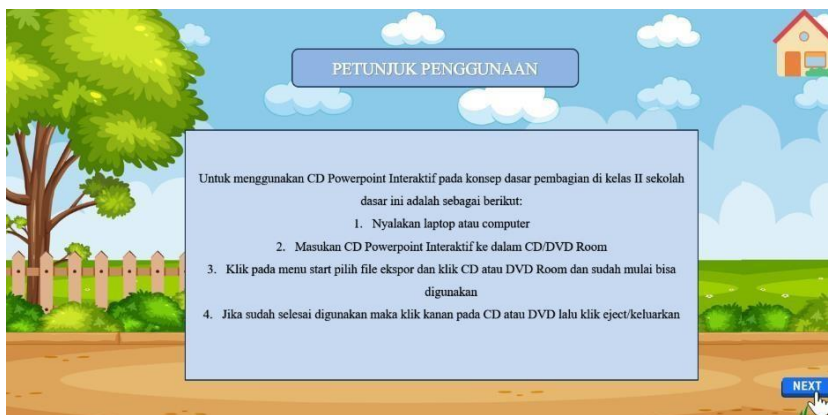 PETUNJUK PENGGUNAAN
Untuk menggunakan CD Powerpoint Interaktif pada konsep dasar pembagian di kelas II sekolah
dasar ini adalah sebagai berikut:
1. Nyalakan laptop atau computer
2. Masukan CD Powerpoint Interaktif ke dalam CD/DVD Room
3. Klik pada menu start pilih file ekspor dan klik CD atau DVD Room dan sudah mulai bisa
digunakan
4. Jika sudah selesai digunakan maka klik kanan pada CD atau DVD lalu klik eject/keluarkan
NEXT